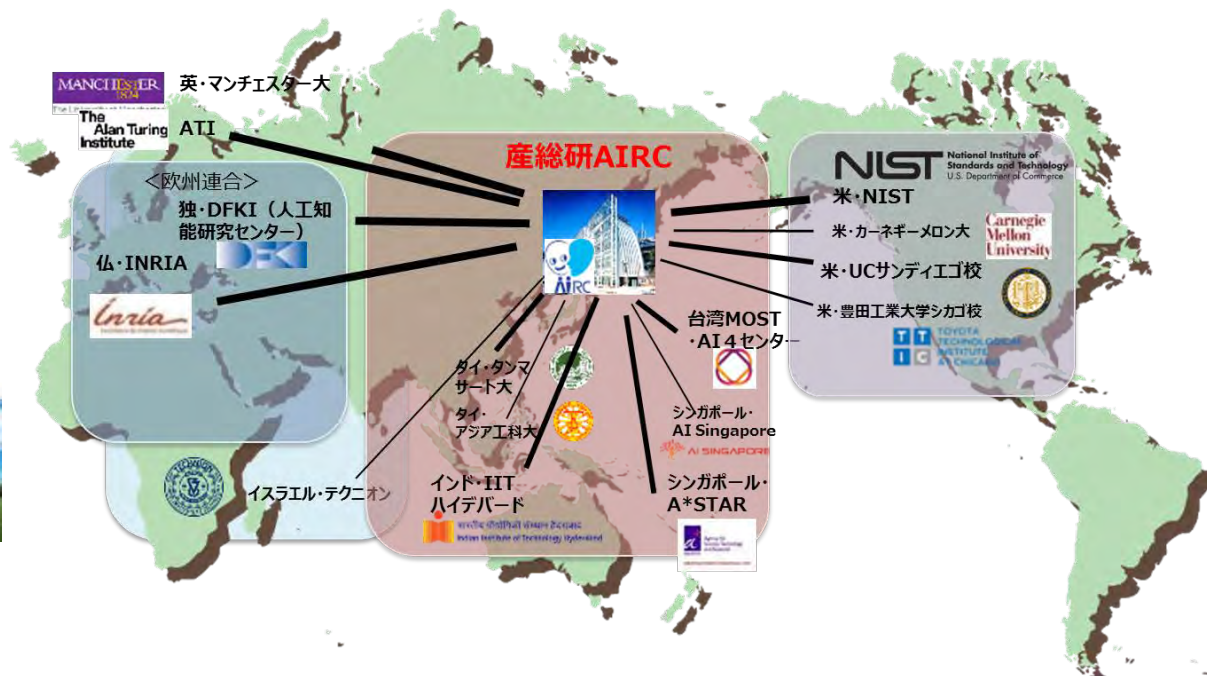 MANCHESTER
1824
英・マンチェスター大
The
Alan Turing
Institute
ATI
<欧州連合>
独・DFKI（人工知
能研究センター）
仏・INRIA
Inria
イスラエル・テクニオン
産総研AIRC
AIRC
タイ・タンマ
サート大
タイ・
アジア工科大
インド・IIT
ハイデバード
भारतीय प्रौद्योगिकी संस्थान हैदराबाद
Indian Institute of Technology Hyderabad
台湾MOST
・AI４センター
シンガポール・
AI Singapore
AI SINGAPORE
シンガポール・
A*STAR
NIST
National Institute of
Standards and Technology
U.S. Department of Commerce
米・NIST
米・カーネギーメロン大
Carnegie
Mellon
University
米・UCサンディエゴ校
米・豊田工業大学シカゴ校
TT
IC
TOYOTA
TECHNOLOGICAL
INSTITUTE
AT CHICAGO